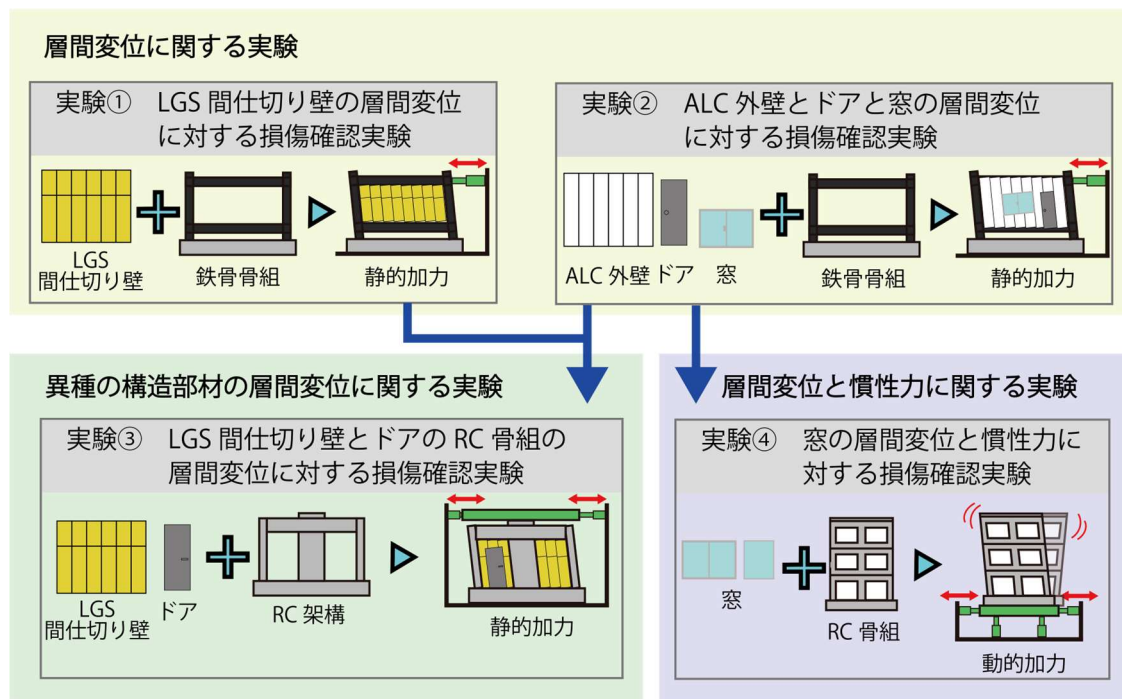 層間変位に関する実験
実験① LGS 間仕切り壁の層間変位
に対する損傷確認実験
LGS
間仕切り壁
鉄骨骨組
静的加力
実験② ALC 外壁とドアと窓の層間変位
に対する損傷確認実験
ALC 外壁
ドア
窓
鉄骨骨組
静的加力
異種の構造部材の層間変位に関する実験
実験③ LGS 間仕切り壁とドアの RC 骨組の
層間変位に対する損傷確認実験
LGS
間仕切り壁
ドア
RC 架構
静的加力
層間変位と慣性力に関する実験
実験④ 窓の層間変位と慣性力に
対する損傷確認実験
窓
RC 骨組
動的加力